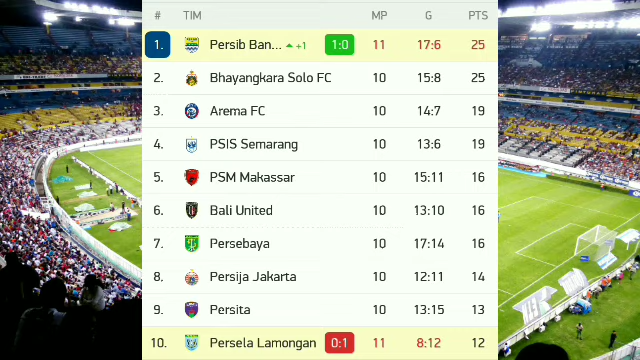 # TIM MP G PTS
1. Persib Ban... +1 1:0 11 17:6 25
2. Bhayangkara Solo FC 10 15:8 25
3. Arema FC 10 14:7 19
4. PSIS Semarang 10 13:6 19
5. PSM Makassar 10 15:11 16
6. Bali United 10 13:10 16
7. Persebaya 10 17:14 16
8. Persija Jakarta 10 12:11 14
9. Persita 10 13:15 13
10. Persela Lamongan 0:1 11 8:12 12